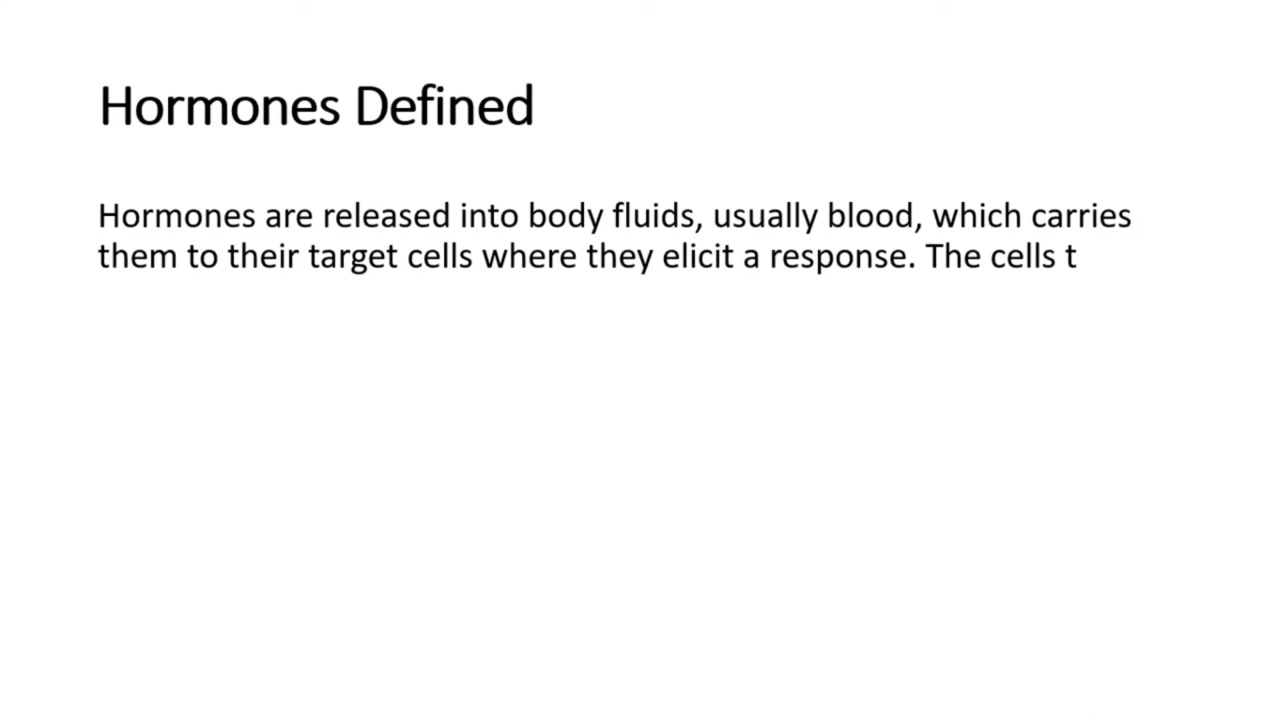 Hormones Defined
Hormones are released into body fluids, usually blood, which carries
them to their target cells where they elicit a response. The cells t